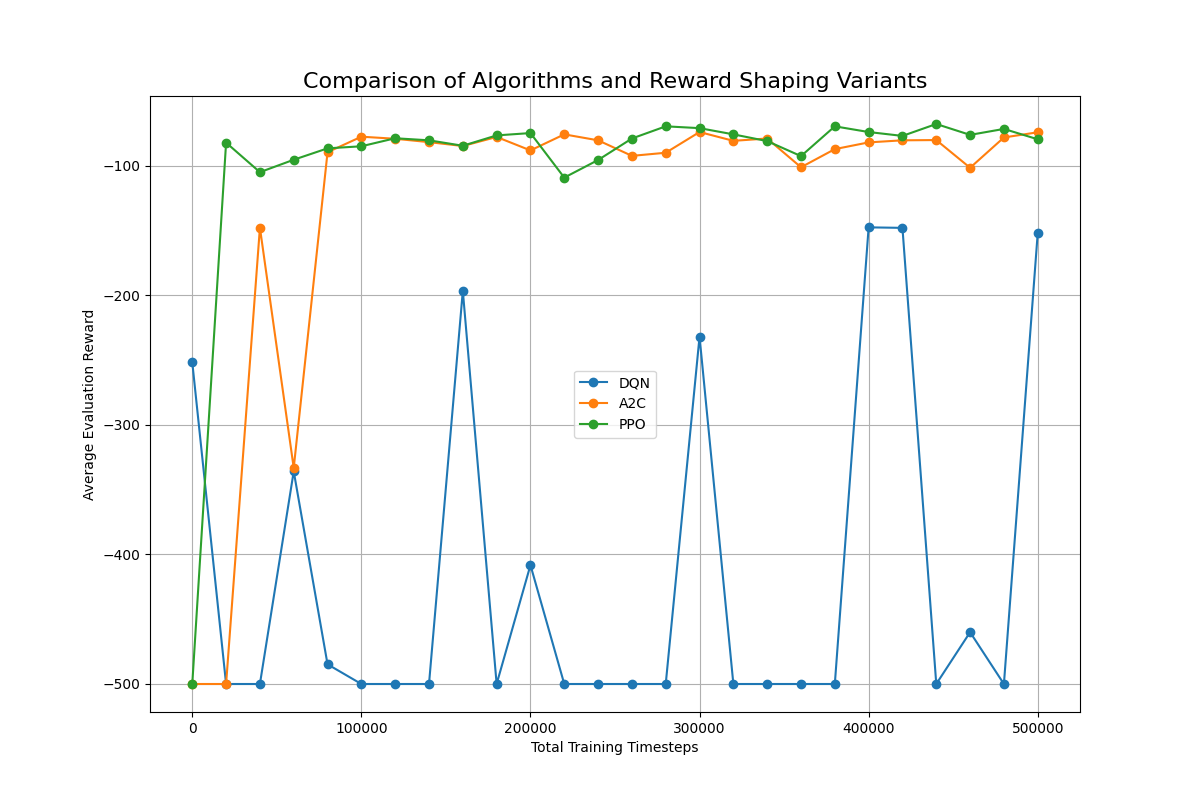 Comparison of Algorithms and Reward Shaping Variants
Average Evaluation Reward
−100
−200
−300
−400
−500
DQN
A2C
PPO
0
100000
200000
300000
400000
500000
Total Training Timesteps